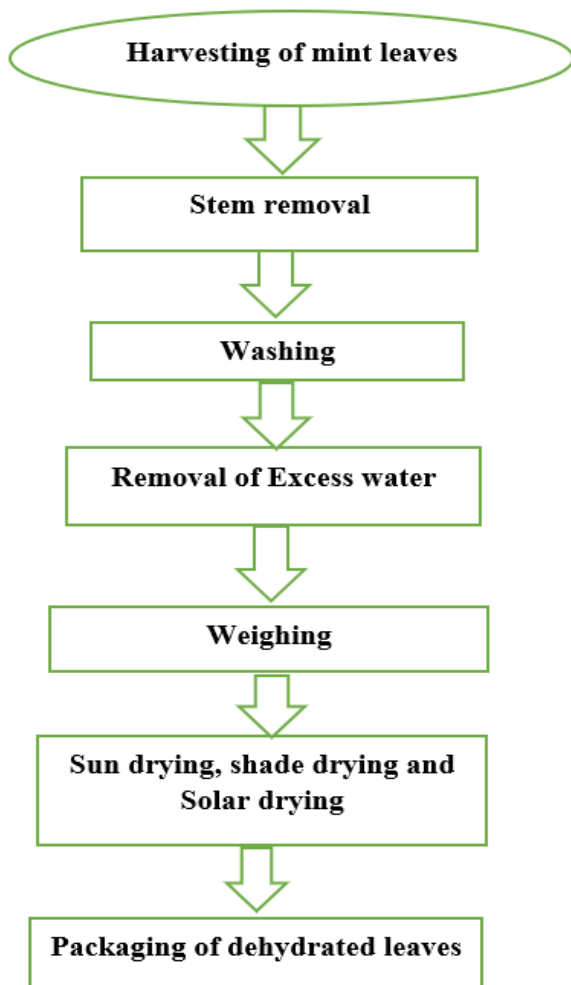 Harvesting of mint leaves
Stem removal
Washing
Removal of Excess water
Weighing
Sun drying, shade drying and
Solar drying
Packaging of dehydrated leaves